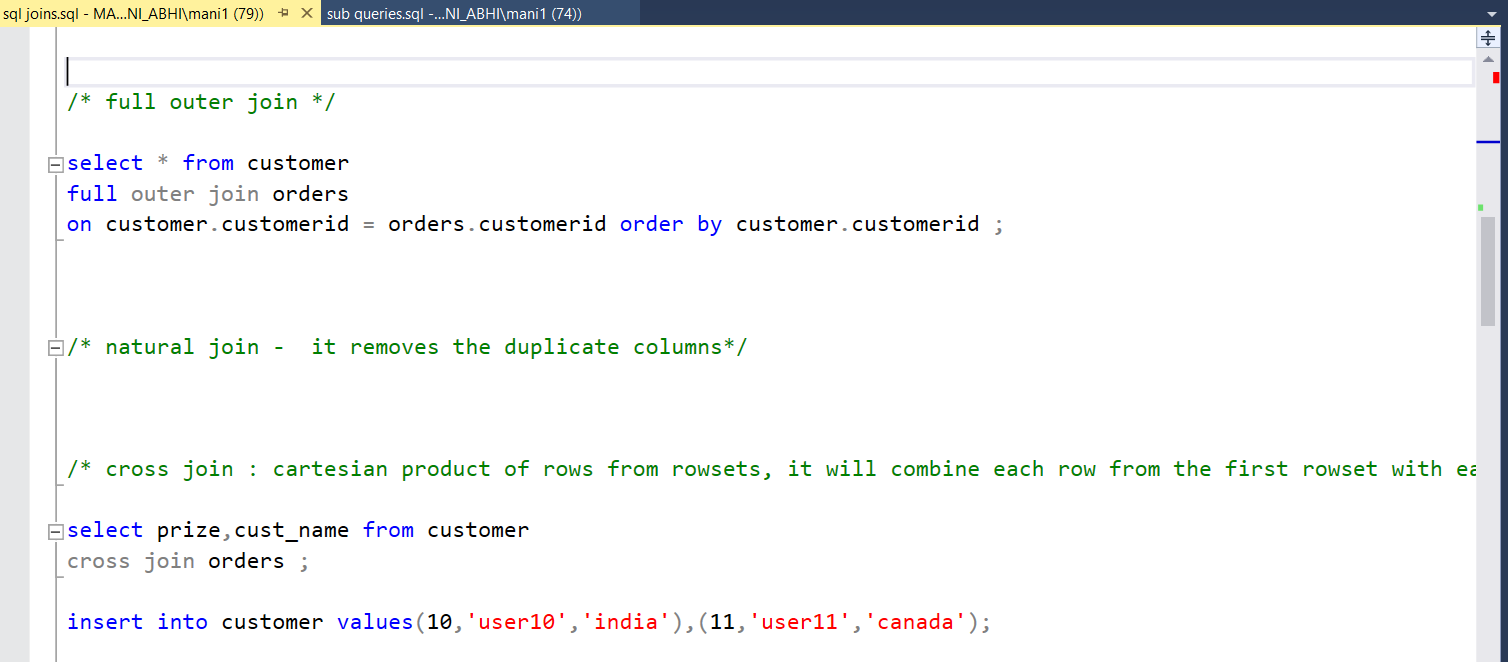 sql joins.sql - MA...NI_ABHI\mani1 (79))
sub queries.sql -...NI_ABHI\mani1 (74))
/* full outer join */
select * from customer
full outer join orders
on customer.customerid = orders.customerid order by customer.customerid ;
/* natural join -  it removes the duplicate columns*/
/* cross join : cartesian product of rows from rowsets, it will combine each row from the first rowset with ea
select prize,cust_name from customer
cross join orders ;
insert into customer values(10,'user10','india'),(11,'user11','canada');